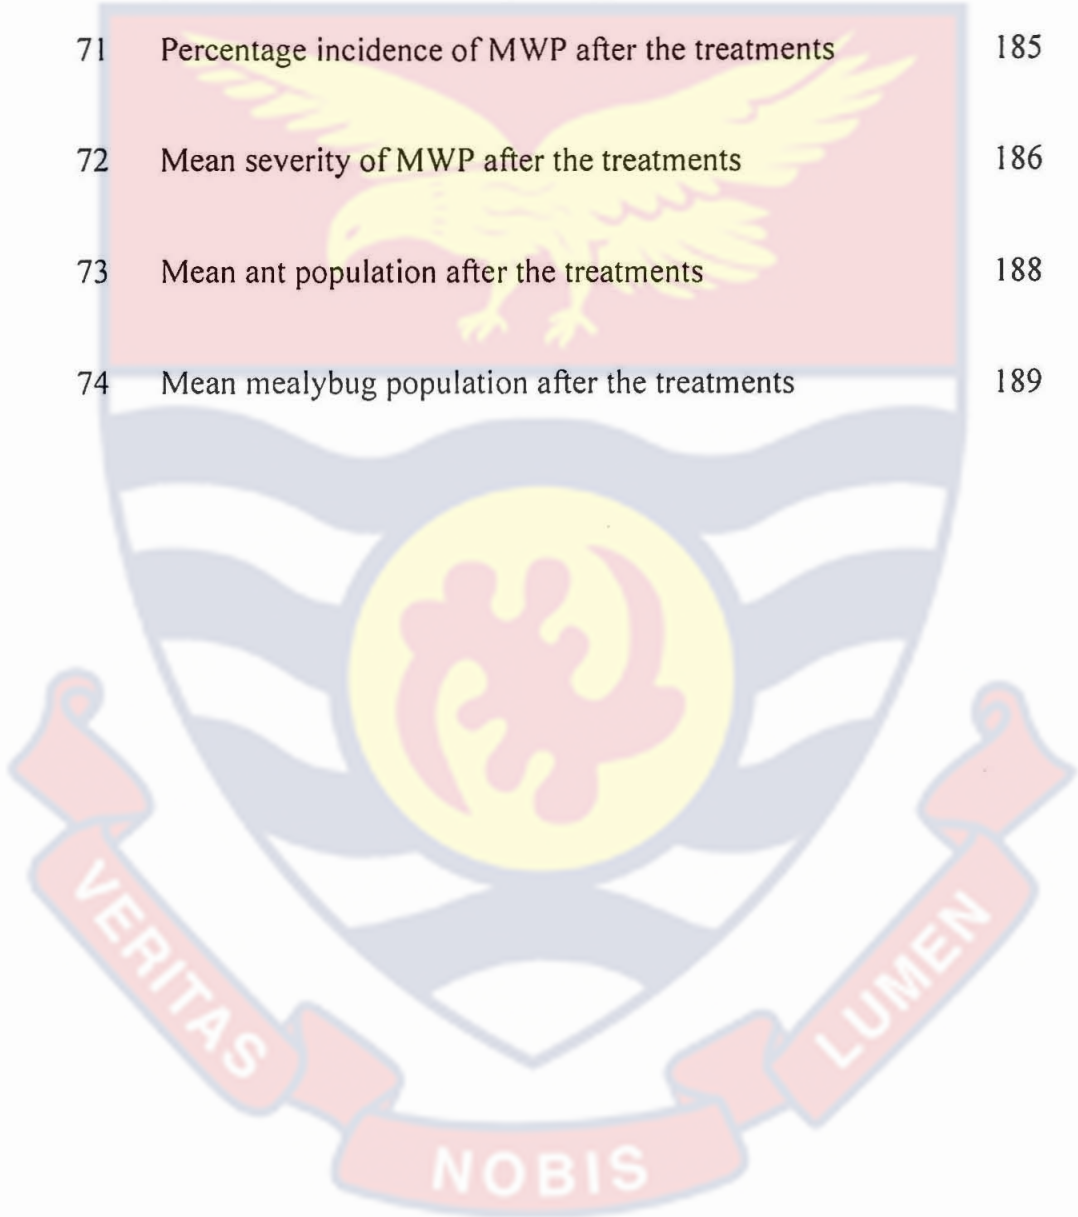 71 Percentage incidence of MWP after the treatments 185
72 Mean severity of MWP after the treatments 186
73 Mean ant population after the treatments 188
74 Mean mealybug population after the treatments 189
VERITAS
NOBIS
LUMEN